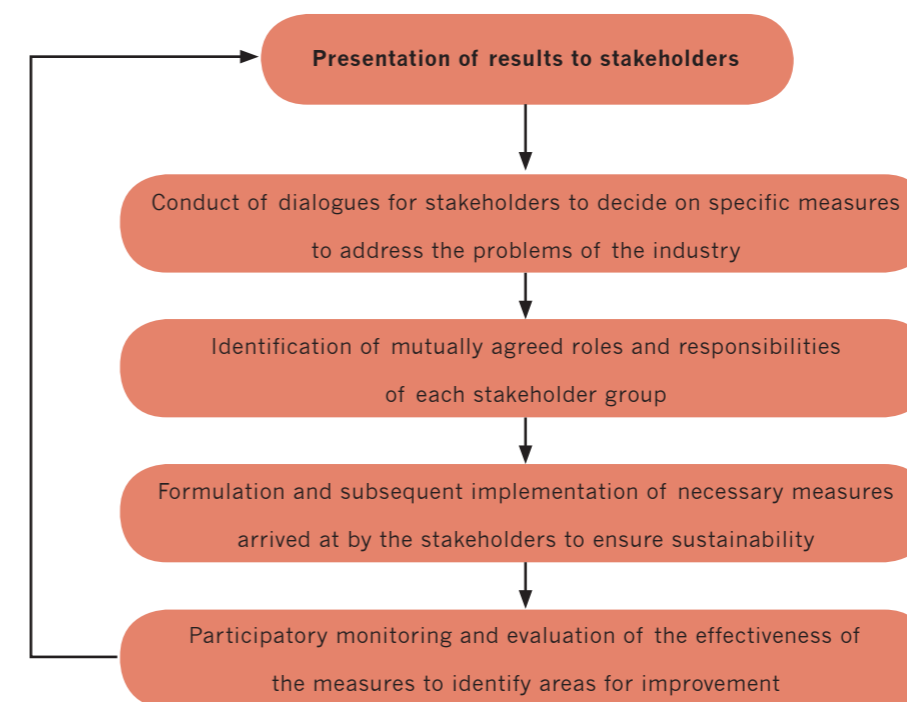 Presentation of results to stakeholders
Conduct of dialogues for stakeholders to decide on specific measures
to address the problems of the industry
Identification of mutually agreed roles and responsibilities
of each stakeholder group
Formulation and subsequent implementation of necessary measures
arrived at by the stakeholders to ensure sustainability
Participatory monitoring and evaluation of the effectiveness of
the measures to identify areas for improvement